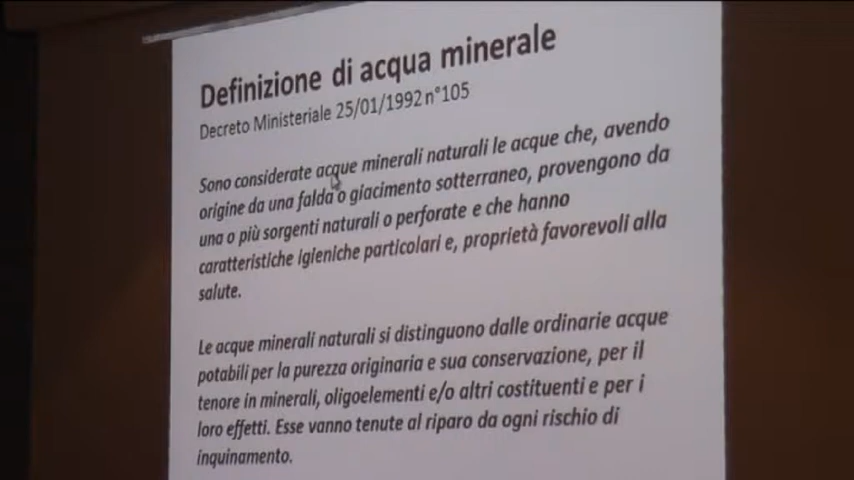 Definizione di acqua minerale
Decreto Ministeriale 25/01/1992 n°105
Sono considerate acque minerali naturali le acque che, avendo
origine da una falda o giacimento sotterraneo, provengono da
una o più sorgenti naturali o perforate e che hanno
caratteristiche igieniche particolari e, proprietà favorevoli alla
salute.
Le acque minerali naturali si distinguono dalle ordinarie acque
potabili per la purezza originaria e sua conservazione, per il
tenore in minerali, oligoelementi e/o altri costituenti e per i
loro effetti. Esse vanno tenute al riparo da ogni rischio di
inquinamento.